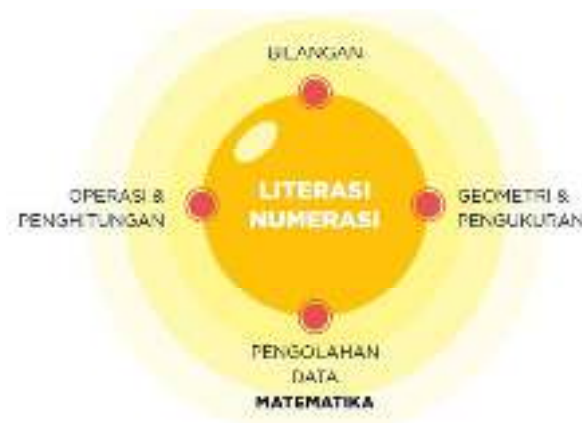 BILANGAN
OPERASI &
PENGHITUNGAN
LITERASI
NUMERASI
GEOMETRI &
PENGUKURAN
PENGOLAHAN
DATA
MATEMATIKA